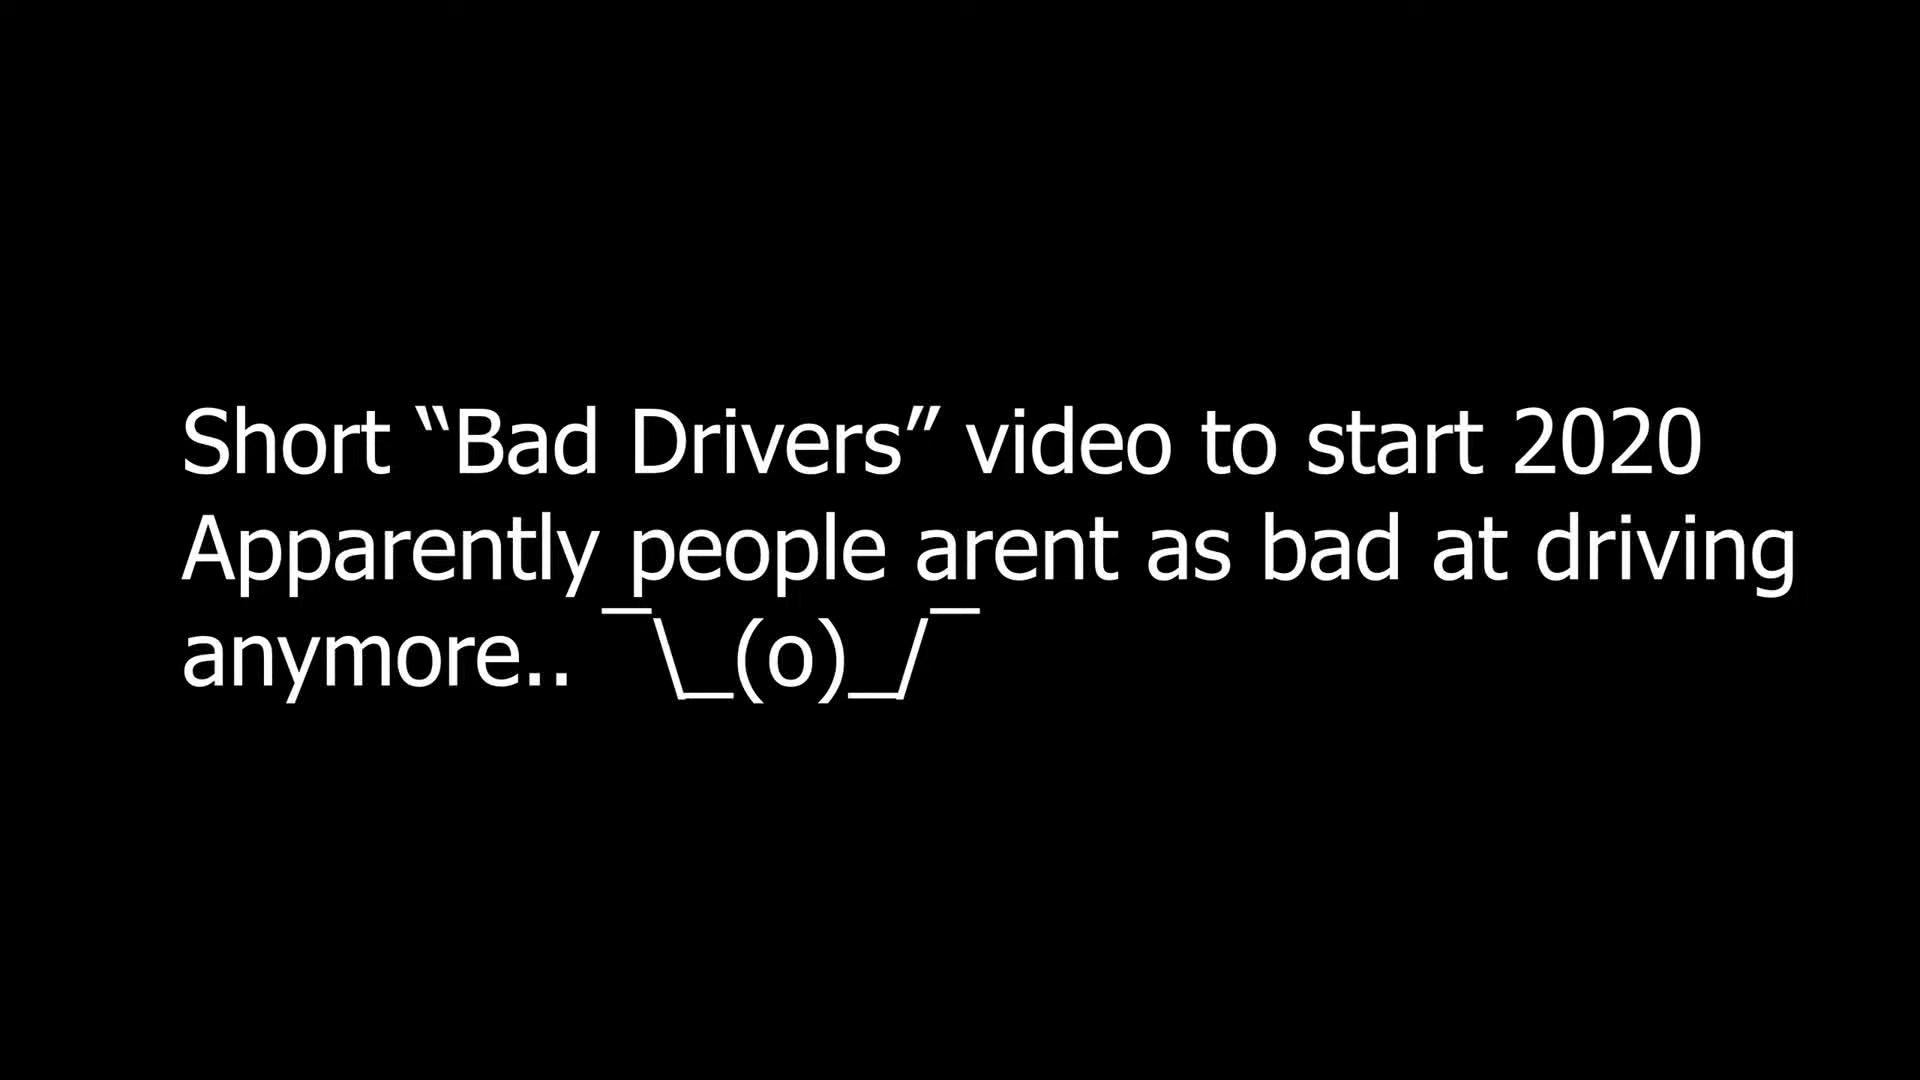 Short “Bad Drivers” video to start 2020
Apparently people arent as bad at driving
anymore.. ¯\_(o)_/¯